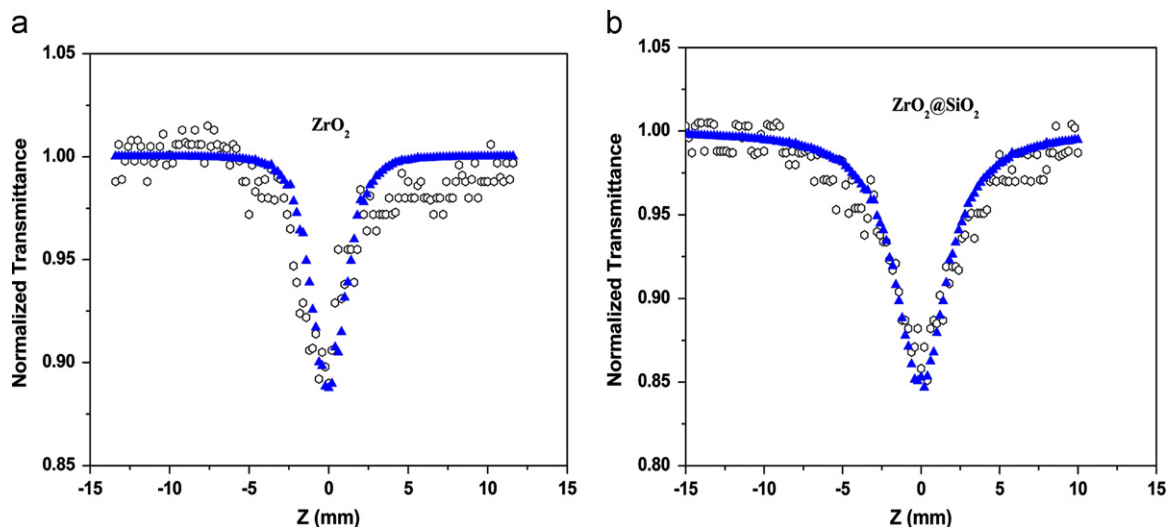 a
1.05
1.00
0.95
0.90
0.85
Normalized Transmittance
ZrO₂
-15 -10 -5 0 5 10 15
Z (mm)
b
1.05
1.00
0.95
0.90
0.85
0.80
Normalized Transmittance
ZrO₂@SiO₂
-15 -10 -5 0 5 10 15
Z (mm)